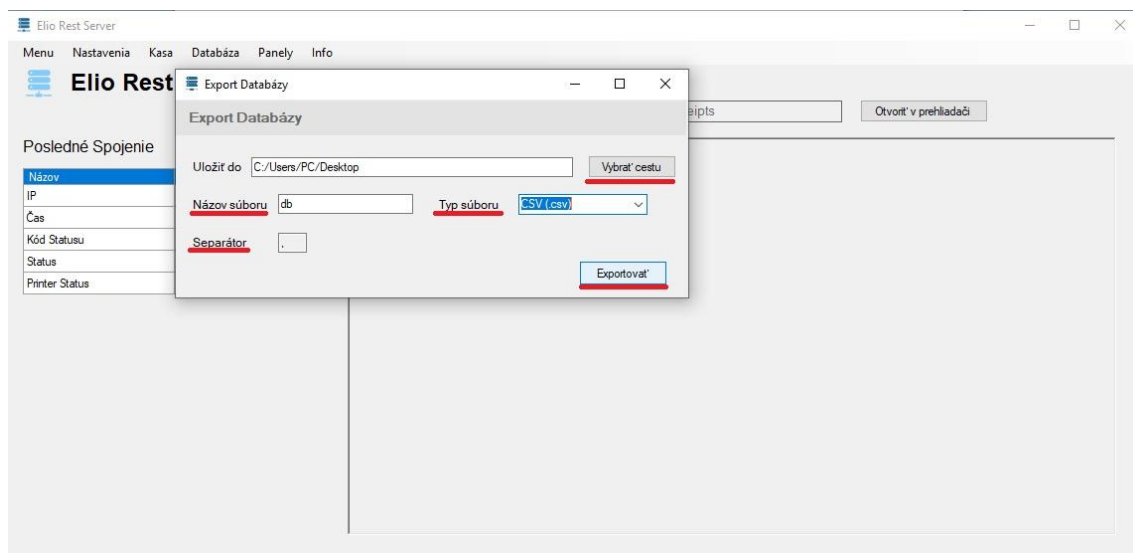 Elio Rest Server
Menu Nastavenia Kasa Databáza Panely Info
Elio Rest
Export Databázy
Export Databázy
eipts
Otvoriť v prehliadači
Posledné Spojenie
Názov
IP
Čas
Kód Statusu
Status
Printer Status
Uložiť do C:/Users/PC/Desktop Vybrať cestu
Názov súboru db Typ súboru CSV (.csv)
Separátor ,
Exportovať